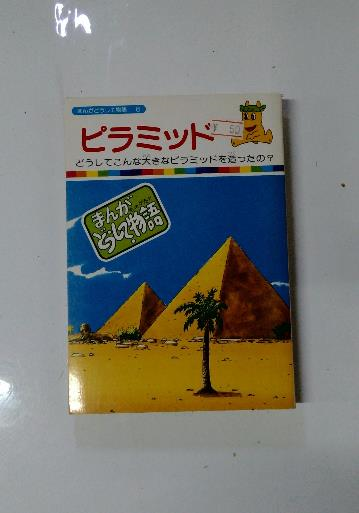 まんがどうして物語 6
ピラミッド
¥ 50
どうしてこんな大きなピラミッドを造ったの?
まんが
どうして物語